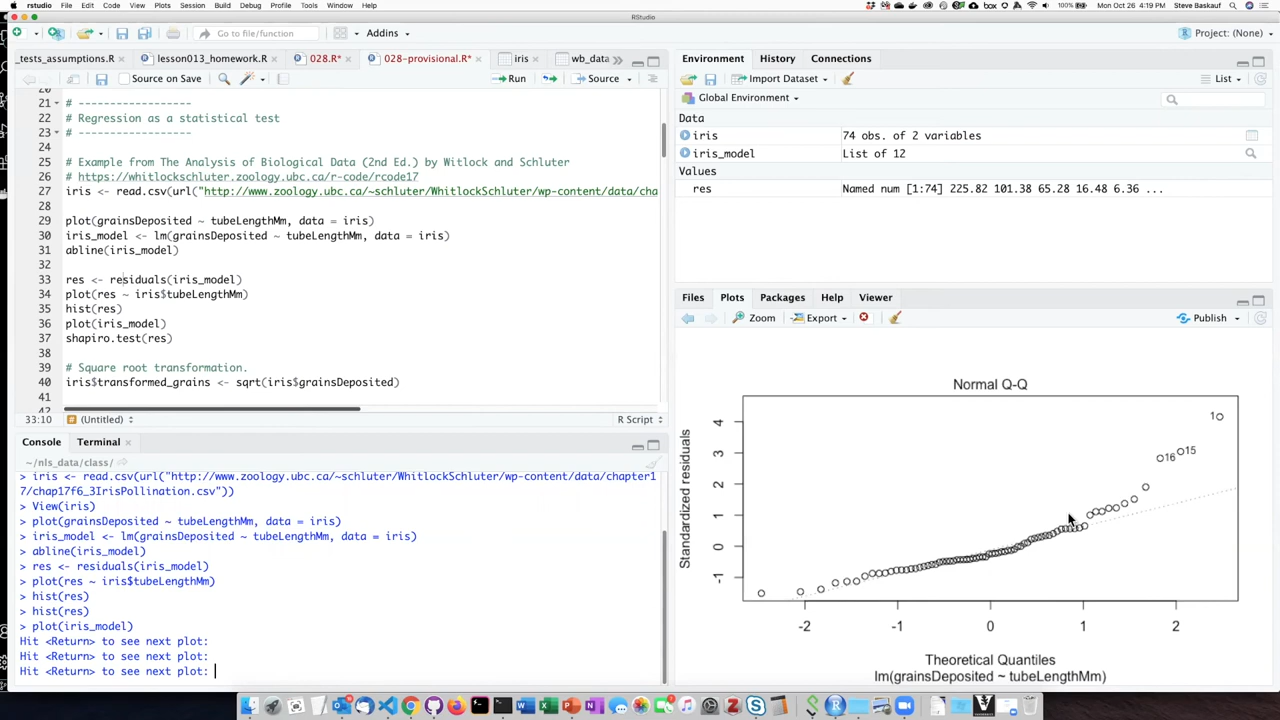 rstudio File Edit Code View Plots Session Build Debug Profile Tools Window Help box 100% Mon Oct 26 4:19 PM Steve Baskauf
RStudio
Go to file/function Addins Project: (None)
_tests_assumptions.R lesson013_homework.R 028.R* 028-provisional.R* iris wb_data
Source on Save Run Source
20
21 # ------------------
22 # Regression as a statistical test
23 # ------------------
24
25 # Example from The Analysis of Biological Data (2nd Ed.) by Witlock and Schluter
26 # https://whitlockschluter.zoology.ubc.ca/r-code/rcode17
27 iris <- read.csv(url("http://www.zoology.ubc.ca/~schluter/WhitlockSchluter/wp-content/data/cha
28
29 plot(grainsDeposited ~ tubeLengthMm, data = iris)
30 iris_model <- lm(grainsDeposited ~ tubeLengthMm, data = iris)
31 abline(iris_model)
32
33 res <- residuals(iris_model)
34 plot(res ~ iris$tubeLengthMm)
35 hist(res)
36 plot(iris_model)
37 shapiro.test(res)
38
39 # Square root transformation.
40 iris$transformed_grains <- sqrt(iris$grainsDeposited)
41
42
33:10 # (Untitled) R Script
Console Terminal
~/nls_data/class/
> iris <- read.csv(url("http://www.zoology.ubc.ca/~schluter/WhitlockSchluter/wp-content/data/chapter1
7/chap17f6_3IrisPollination.csv"))
> View(iris)
> plot(grainsDeposited ~ tubeLengthMm, data = iris)
> iris_model <- lm(grainsDeposited ~ tubeLengthMm, data = iris)
> abline(iris_model)
> res <- residuals(iris_model)
> plot(res ~ iris$tubeLengthMm)
> hist(res)
> hist(res)
> plot(iris_model)
Hit <Return> to see next plot:
Hit <Return> to see next plot:
Hit <Return> to see next plot:
Environment History Connections
Import Dataset List
Global Environment
Data
iris 74 obs. of 2 variables
iris_model List of 12
Values
res Named num [1:74] 225.82 101.38 65.28 16.48 6.36 ...
Files Plots Packages Help Viewer
Zoom Export Publish
Normal Q-Q
Standardized residuals
4
3
2
1
0
-1
1
15
16
-2 -1 0 1 2
Theoretical Quantiles
lm(grainsDeposited ~ tubeLengthMm)